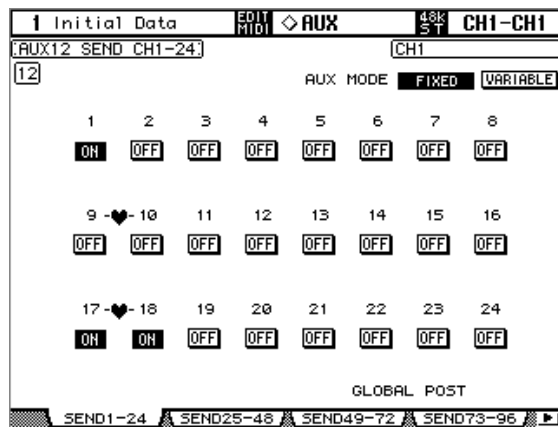 1 Initial Data EDIT MIDI AUX 48k ST CH1-CH1
AUX12 SEND CH1-24 CH1
12 AUX MODE FIXED VARIABLE
1 2 3 4 5 6 7 8
ON OFF OFF OFF OFF OFF OFF OFF
9 - ♥ - 10 11 12 13 14 15 16
OFF OFF OFF OFF OFF OFF OFF OFF
17 - ♥ - 18 19 20 21 22 23 24
ON ON OFF OFF OFF OFF OFF OFF
GLOBAL POST
SEND1-24 SEND25-48 SEND49-72 SEND73-96